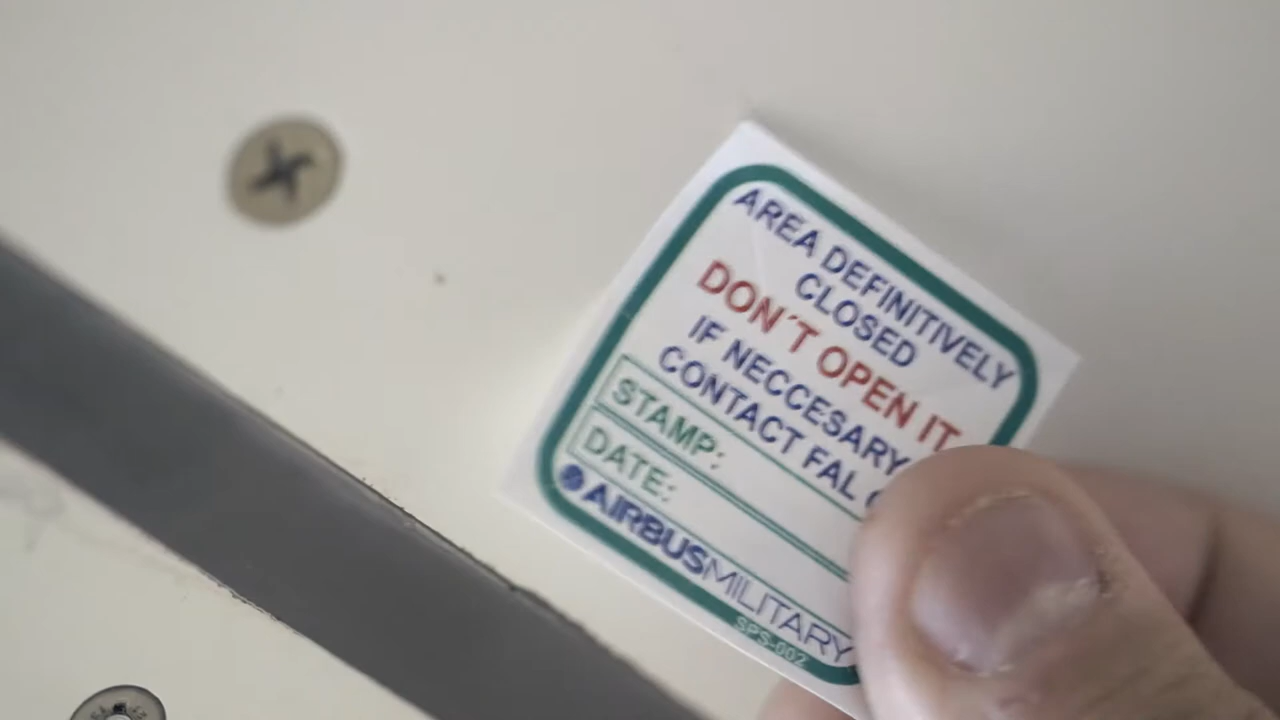 AREA DEFINITIVELY
CLOSED
DON´T OPEN IT
IF NECCESARY
CONTACT FAL
STAMP:
DATE:
AIRBUSMILITARY
SPS-002